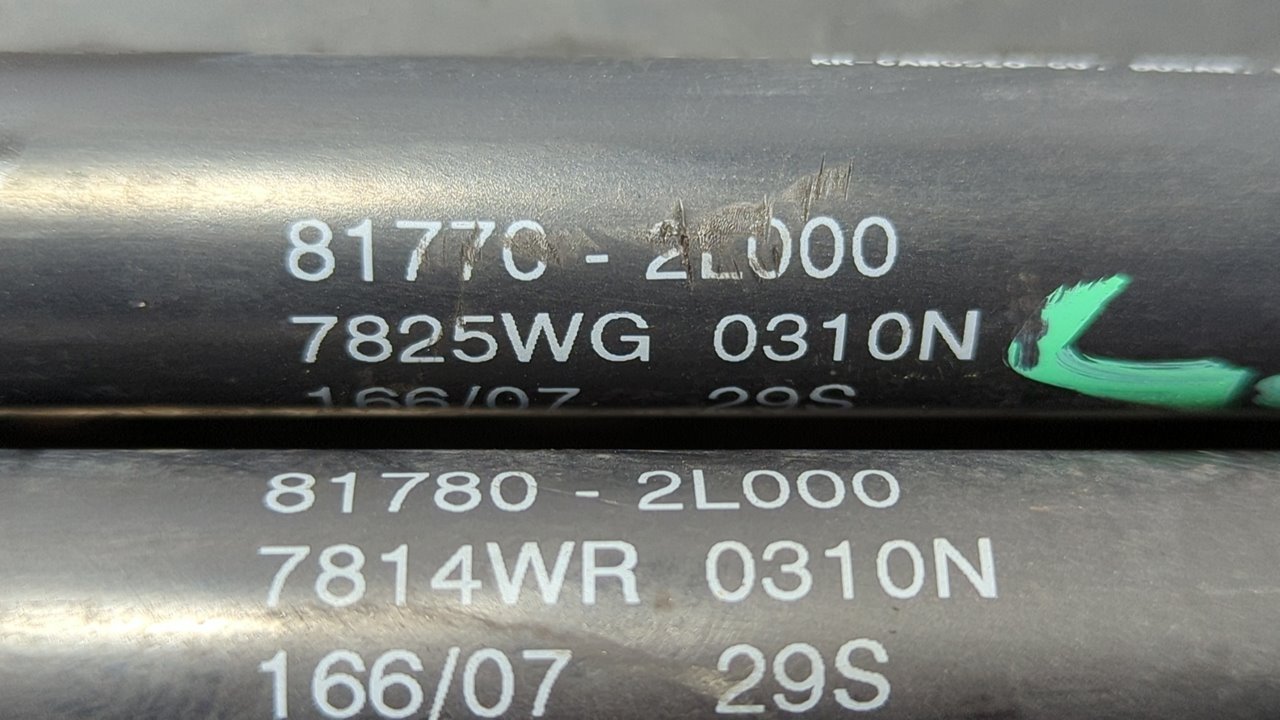 81770 - 2L000
7825WG 0310N
166/07 29S
81780 - 2L000
7814WR 0310N
166/07 29S